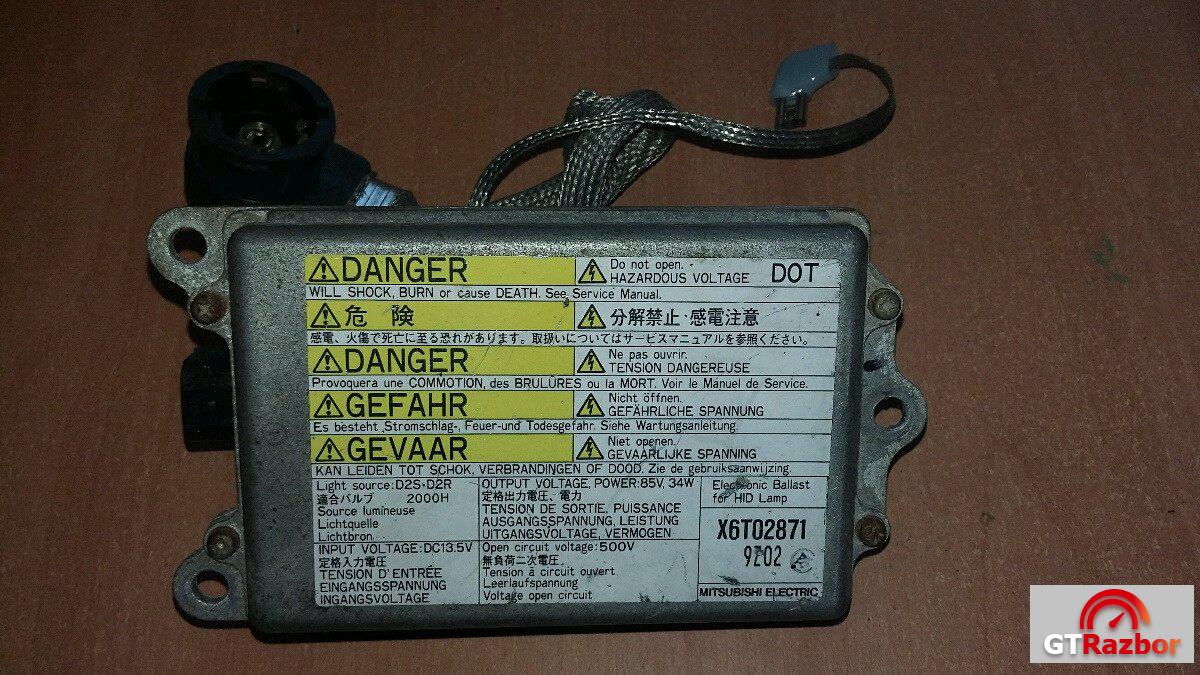 DANGER
Do not open.
HAZARDOUS VOLTAGE DOT
WILL SHOCK, BURN or cause DEATH. See Service Manual.
危 険
分解禁止・感電注意
感電、火傷で死亡に至る恐れがあります。取扱いについてはサービスマニュアルを参照ください。
DANGER
Ne pas ouvrir.
TENSION DANGEREUSE
Provoquera une COMMOTION, des BRULÛRES ou la MORT. Voir le Manuel de Service.
GEFAHR
Nicht öffnen.
GEFÄHRLICHE SPANNUNG
Es besteht Stromschlag-, Feuer-und Todesgefahr. Siehe Wartungsanleitung.
GEVAAR
Niet openen.
GEVAARLIJKE SPANNING
KAN LEIDEN TOT SCHOK, VERBRANDINGEN OF DOOD. Zie de gebruiksaanwijzing.
Light source:D2S・D2R
適合バルブ 2000H
Source lumineuse
Lichtquelle
Lichtbron
OUTPUT VOLTAGE, POWER:85V, 34W
定格出力電圧、電力
TENSION DE SORTIE, PUISSANCE
AUSGANGSSPANNUNG, LEISTUNG
UITGANGSVOLTAGE, VERMOGEN
Electronic Ballast
for HID Lamp
X6T02871
9Z02
INPUT VOLTAGE:DC13.5V
定格入力電圧
TENSION D'ENTRÉE
EINGANGSSPANNUNG
INGANGSVOLTAGE
Open circuit voltage:500V
無負荷二次電圧
Tension à circuit ouvert
Leerlaufspannung
Voltage open circuit
MITSUBISHI ELECTRIC
GTRazbor